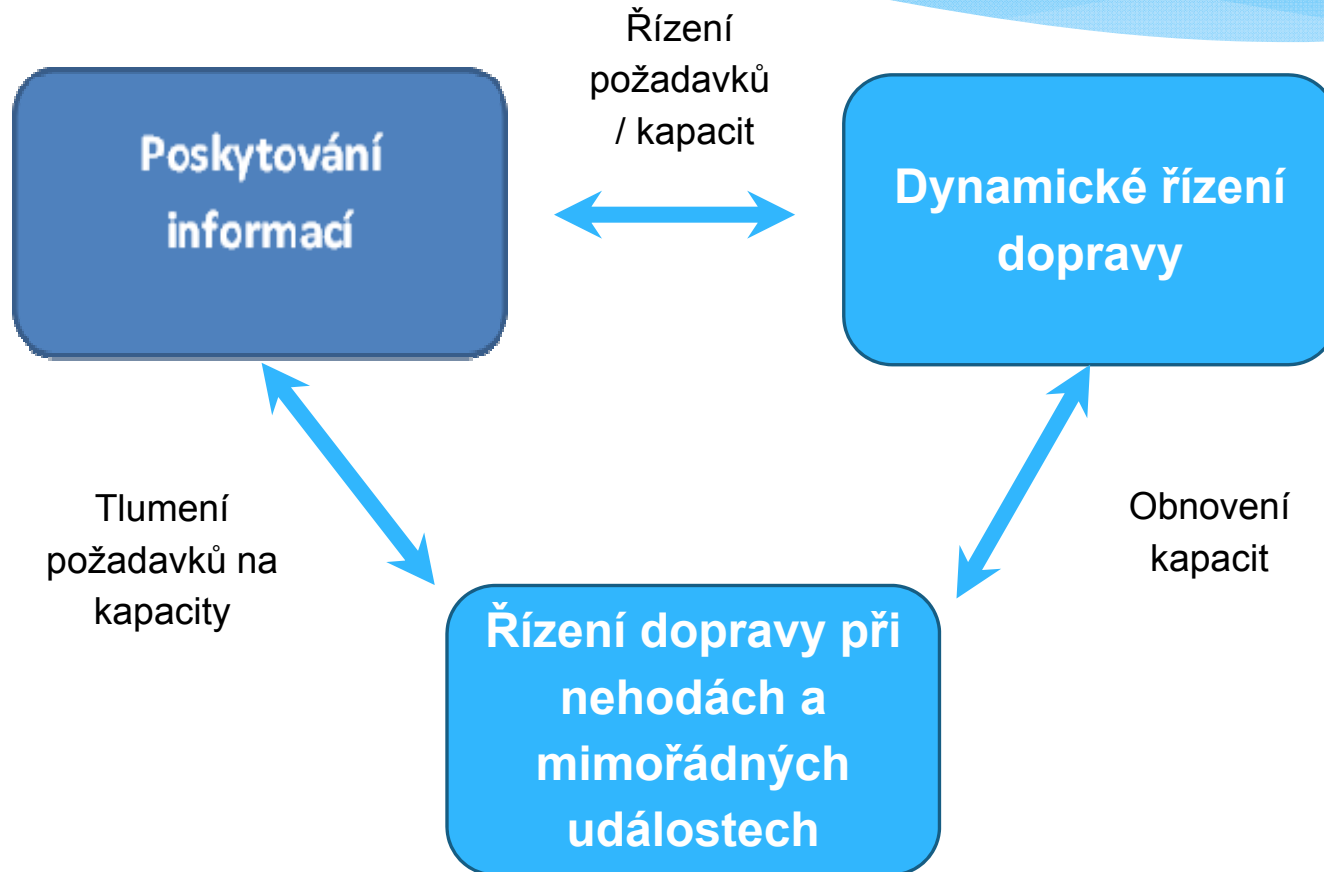 Řízení
požadavků
/ kapacit
Poskytování
informací
Dynamické řízení
dopravy
Tlumení
požadavků na
kapacity
Obnovení
kapacit
Řízení dopravy při
nehodách a
mimořádných
událostech